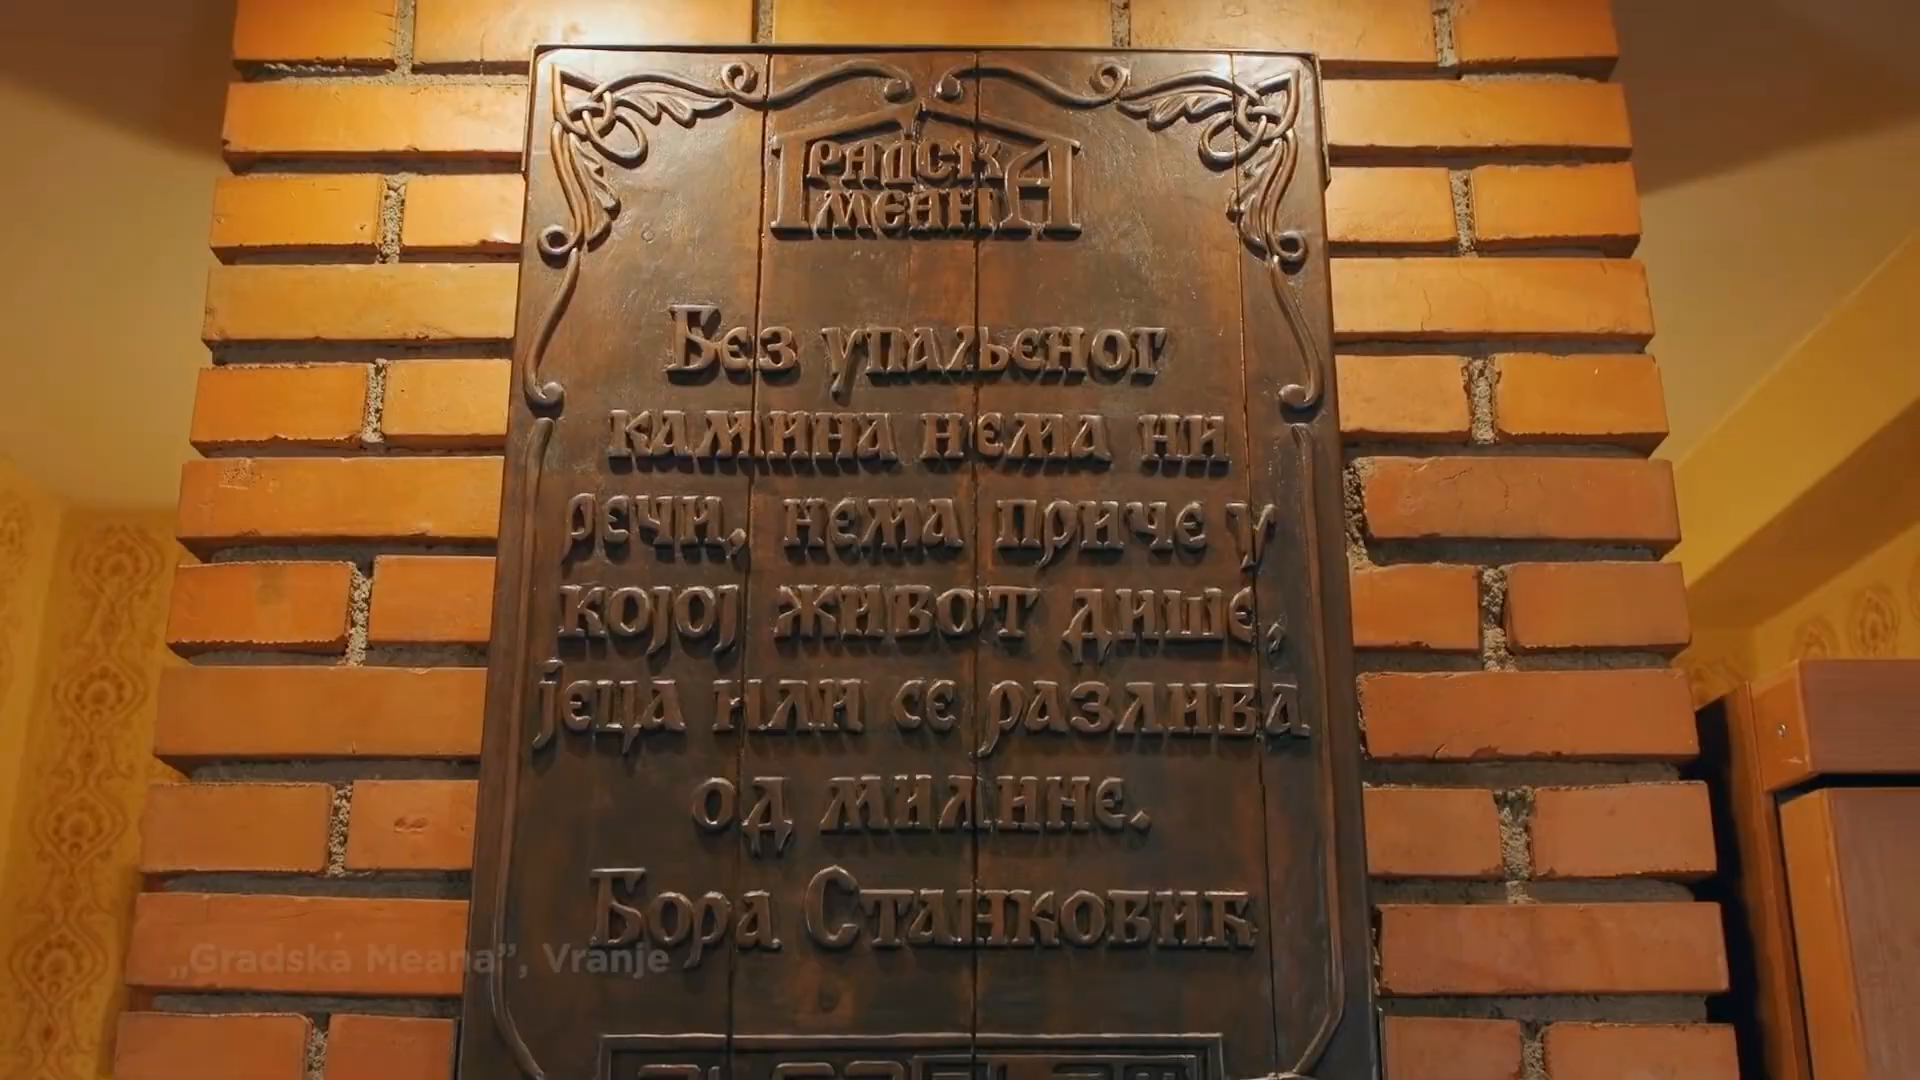 Градска
меана
Без упаљеног
камина нема ни
речи, нема приче у
којој живот дише,
јеца или се разлива
од милине.
Бора Станковић
„Gradska Meana”, Vranje